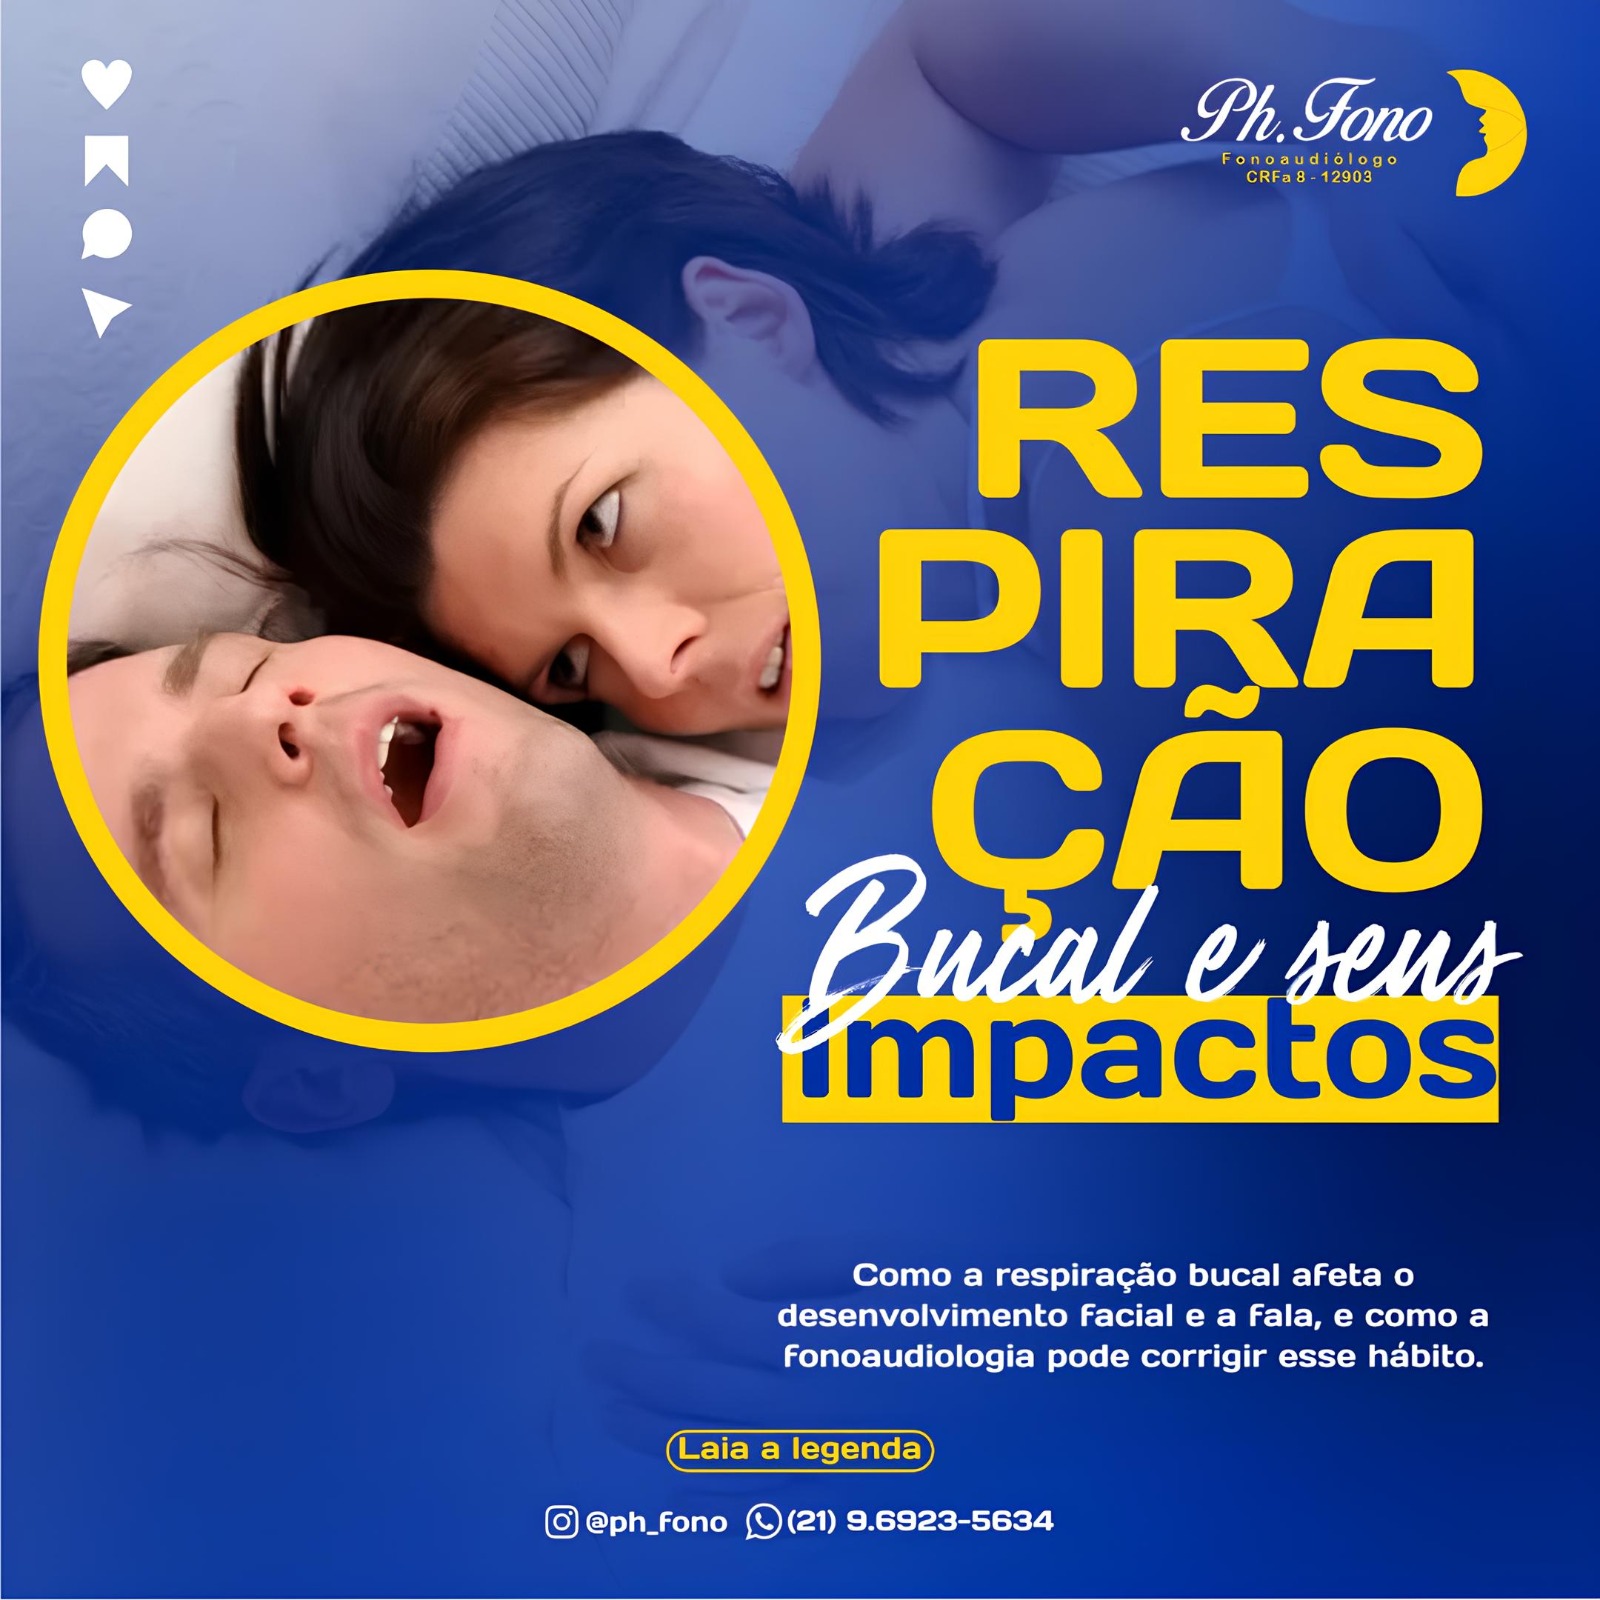 Ph. Fono
Fonoaudiólogo
CRFa 8 - 12903
RES
PIRA
ÇÃO
Bucal e seus
Impactos
Como a respiração bucal afeta o
desenvolvimento facial e a fala, e como a
fonoaudiologia pode corrigir esse hábito.
Laia a legenda
@ph_fono (21) 9.6923-5634